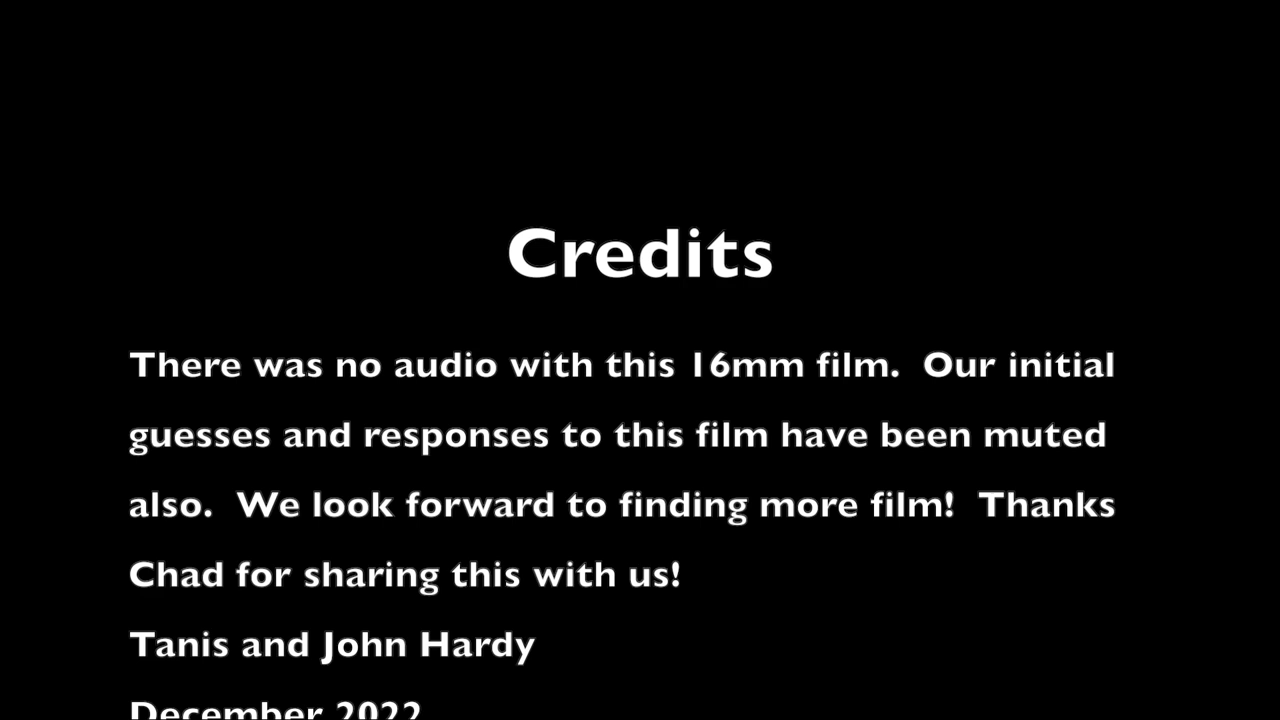 Credits
There was no audio with this 16mm film.  Our initial
guesses and responses to this film have been muted
also.  We look forward to finding more film!  Thanks
Chad for sharing this with us!
Tanis and John Hardy
December 2022